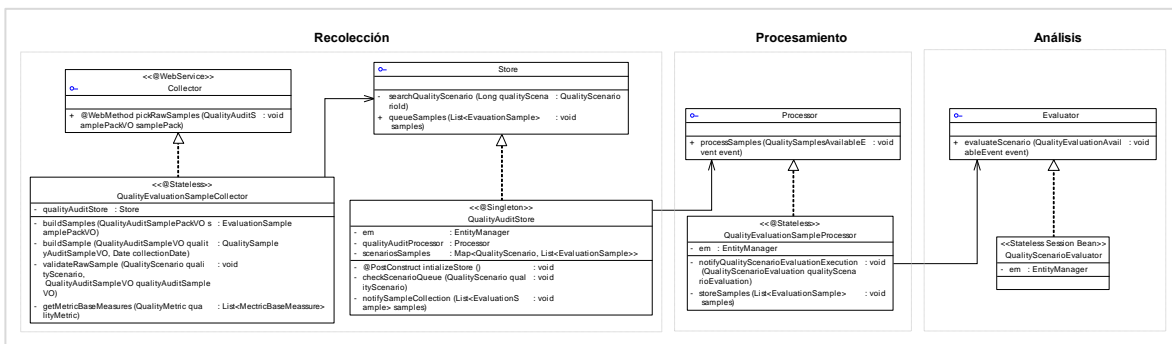 Recolección
Procesamiento
Análisis
<<@WebService>>
Collector
+ @WebMethod pickRawSamples (QualityAuditS : void
amplePackVO samplePack)
Store
- searchQualityScenario (Long qualityScena : QualityScenario
rioId)
+ queueSamples (List<EvauationSample> : void
samples)
Processor
+ processSamples (QualitySamplesAvailableE : void
vent event)
Evaluator
+ evaluateScenario (QualityEvaluationAvail : void
ableEvent event)
<<@Stateless>>
QualityEvaluationSampleCollector
- qualityAuditStore : Store
- buildSamples (QualityAuditSamplePackVO s : EvaluationSample
amplePackVO)
- buildSample (QualityAuditSampleVO qualit : QualitySample
yAuditSampleVO, Date collectionDate)
- validateRawSample (QualityScenario quali : void
tyScenario,
QualityAuditSampleVO qualityAuditSample
VO)
- getMetricBaseMeasures (QualityMetric qua : List<MectricBaseMeassure>
lityMetric)
<<@Singleton>>
QualityAuditStore
- em : EntityManager
- qualityAuditProcessor : Processor
- scenariosSamples : Map<QualityScenario, List<EvaluationSample>>
- @PostConstruct intializeStore () : void
- checkScenarioQueue (QualityScenario qual : void
ityScenario)
- notifySampleCollection (List<EvaluationS : void
ample> samples)
<<@Stateless>>
QualityEvaluationSampleProcessor
- em : EntityManager
- notifyQualityScenarioEvaluationExecution : void
(QualityScenarioEvaluation qualityScena
rioEvaluation)
- storeSamples (List<EvaluationSample> : void
samples)
<<Stateless Session Bean>>
QualityScenarioEvaluator
- em : EntityManager